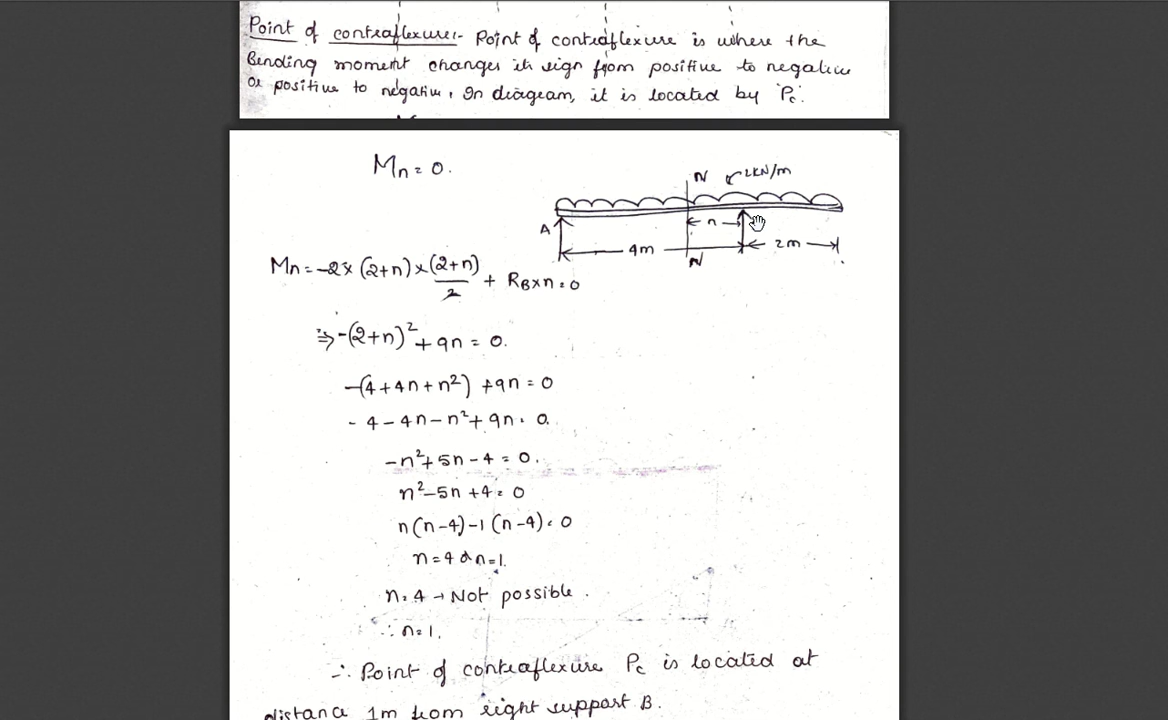 Point of contraflexure:- Point of contraflexure is where the
Bending moment changes its sign from positive to negative
or positive to negative. In diagram, it is located by 'Pc'.
Mn = 0.
N 2kN/m
A n
4m 2m
N
Mn = -2 × (2+n) × (2+n)/2 + RB×n = 0
⇒ -(2+n)² + 9n = 0.
-(4+4n+n²) +9n = 0
- 4 - 4n - n² + 9n = 0.
-n² + 5n - 4 = 0.
n² - 5n + 4 = 0
n(n-4) -1 (n-4) = 0
n = 4 or n = 1.
n = 4 → Not possible.
∴ n = 1.
∴ Point of contraflexure Pc is located at
distance 1m from right support B.